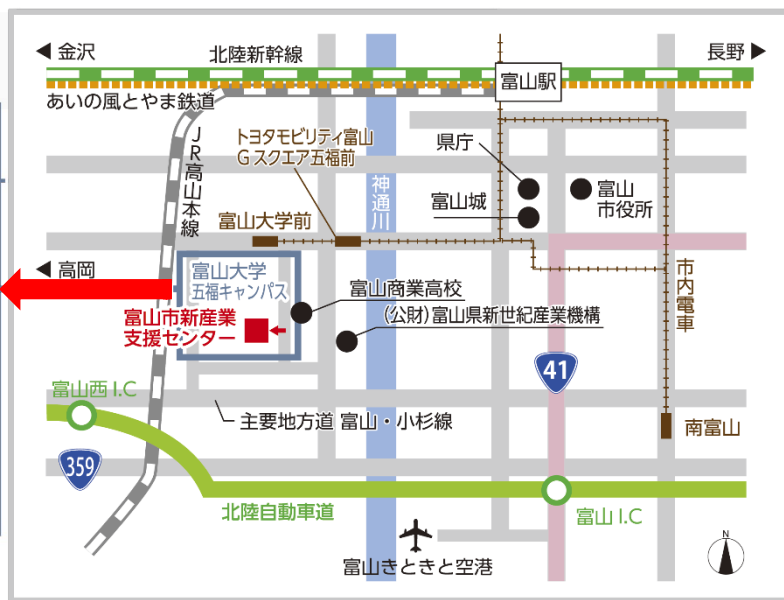 金沢
北陸新幹線
長野
富山駅
あいの風とやま鉄道
JR高山本線
トヨタモビリティ富山
G スクエア五福前
神通川
県庁
富山城
富山
市役所
富山大学前
高岡
富山大学
五福キャンパス
富山商業高校
(公財)富山県新世紀産業機構
富山市新産業
支援センター
市内電車
41
富山西 I.C
主要地方道 富山・小杉線
南富山
359
北陸自動車道
富山 I.C
富山きときと空港
N